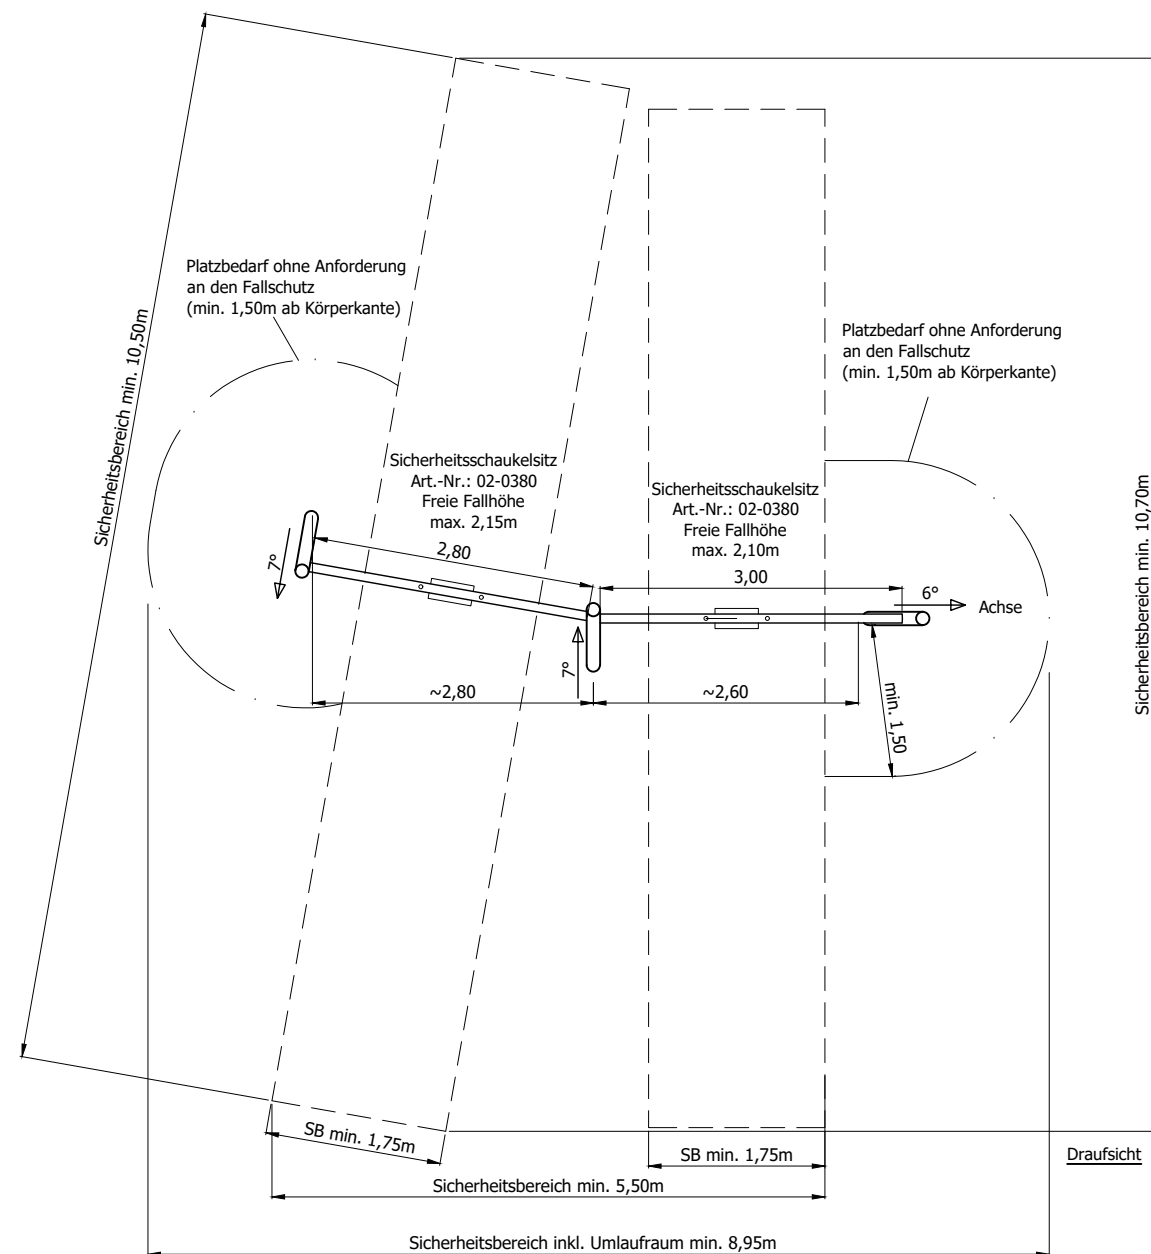 Platzbedarf ohne Anforderung
an den Fallschutz
(min. 1,50m ab Körperkante)
Sicherheitsbereich min. 10,50m
Platzbedarf ohne Anforderung
an den Fallschutz
(min. 1,50m ab Körperkante)
Sicherheitsschaukelsitz
Art.-Nr.: 02-0380
Freie Fallhöhe
max. 2,15m
Sicherheitsschaukelsitz
Art.-Nr.: 02-0380
Freie Fallhöhe
max. 2,10m
Sicherheitsbereich min. 10,70m
7°
2,80
3,00
6°
Achse
7°
~2,80
~2,60
min. 1,50
SB min. 1,75m
SB min. 1,75m
Draufsicht
Sicherheitsbereich min. 5,50m
Sicherheitsbereich inkl. Umlaufraum min. 8,95m